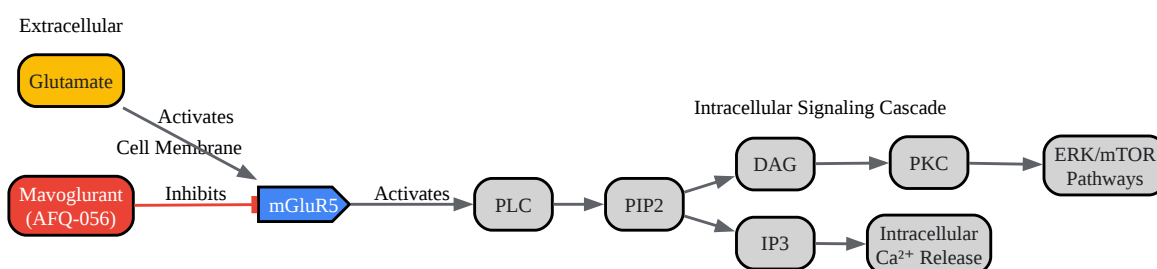 Extracellular
Glutamate
Activates
Cell Membrane
Mavoglurant
(AFQ-056)
Inhibits
mGluR5
Activates
PLC
PIP2
Intracellular Signaling Cascade
DAG
PKC
ERK/mTOR
Pathways
IP3
Intracellular
Ca²⁺ Release